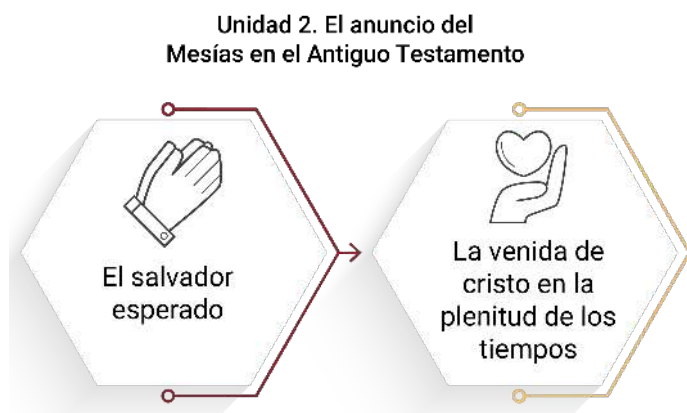 Unidad 2. El anuncio del
Mesías en el Antiguo Testamento
El salvador
esperado
La venida de
cristo en la
plenitud de los
tiempos